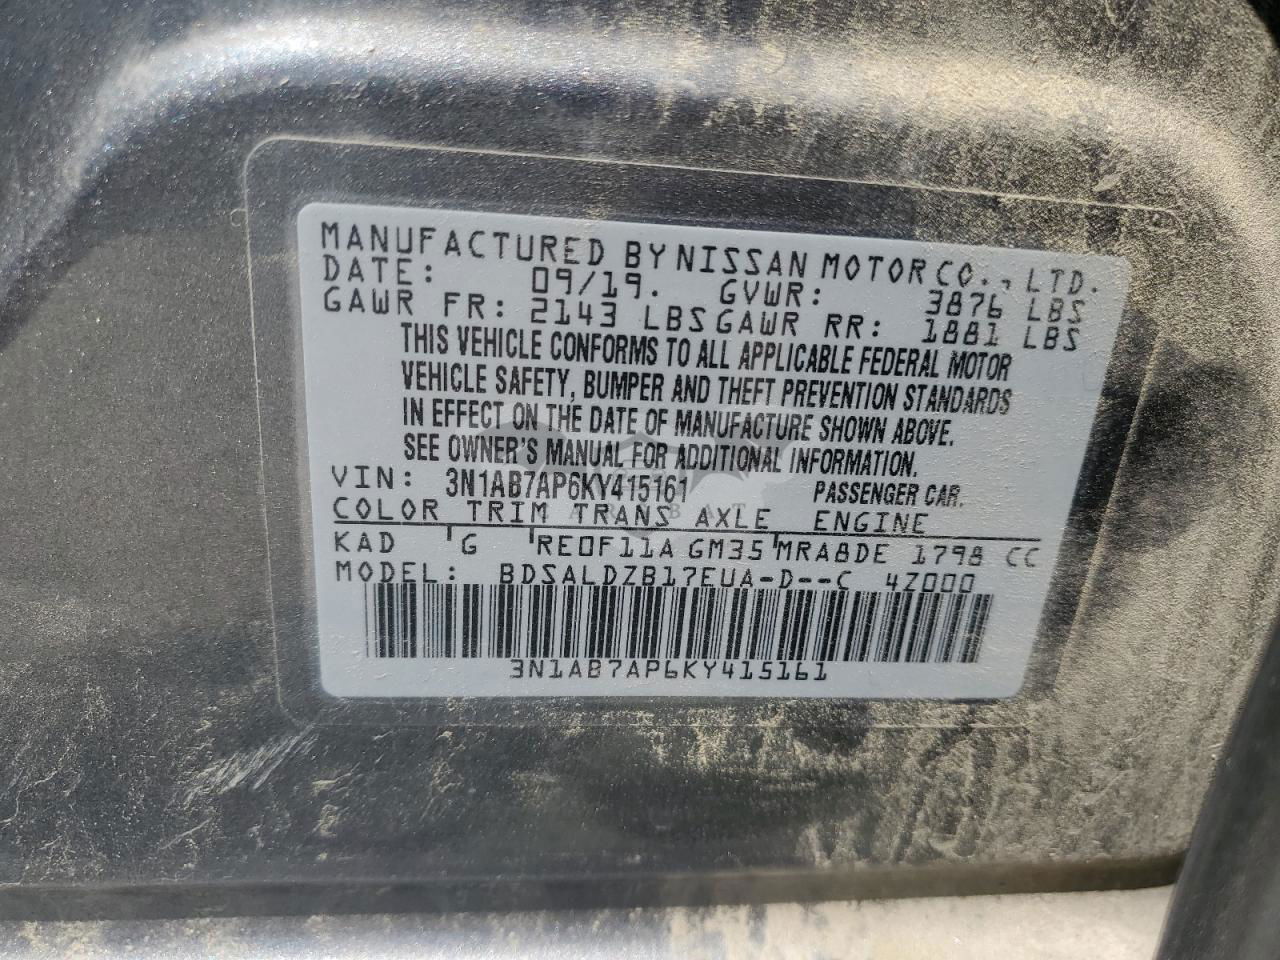 MANUFACTURED BY NISSAN MOTOR CO., LTD.
DATE: 09/19. GVWR: 3876 LBS
GAWR FR: 2143 LBS GAWR RR: 1881 LBS
THIS VEHICLE CONFORMS TO ALL APPLICABLE FEDERAL MOTOR
VEHICLE SAFETY, BUMPER AND THEFT PREVENTION STANDARDS
IN EFFECT ON THE DATE OF MANUFACTURE SHOWN ABOVE.
SEE OWNER'S MANUAL FOR ADDITIONAL INFORMATION.
VIN: 3N1AB7AP6KY415161 PASSENGER CAR.
COLOR TRIM TRANS AXLE ENGINE
KAD G RE0F11A GM35 MRA8DE 1798 CC
MODEL: BDSALDZB17EUA-D--C 4Z000
3N1AB7AP6KY415161